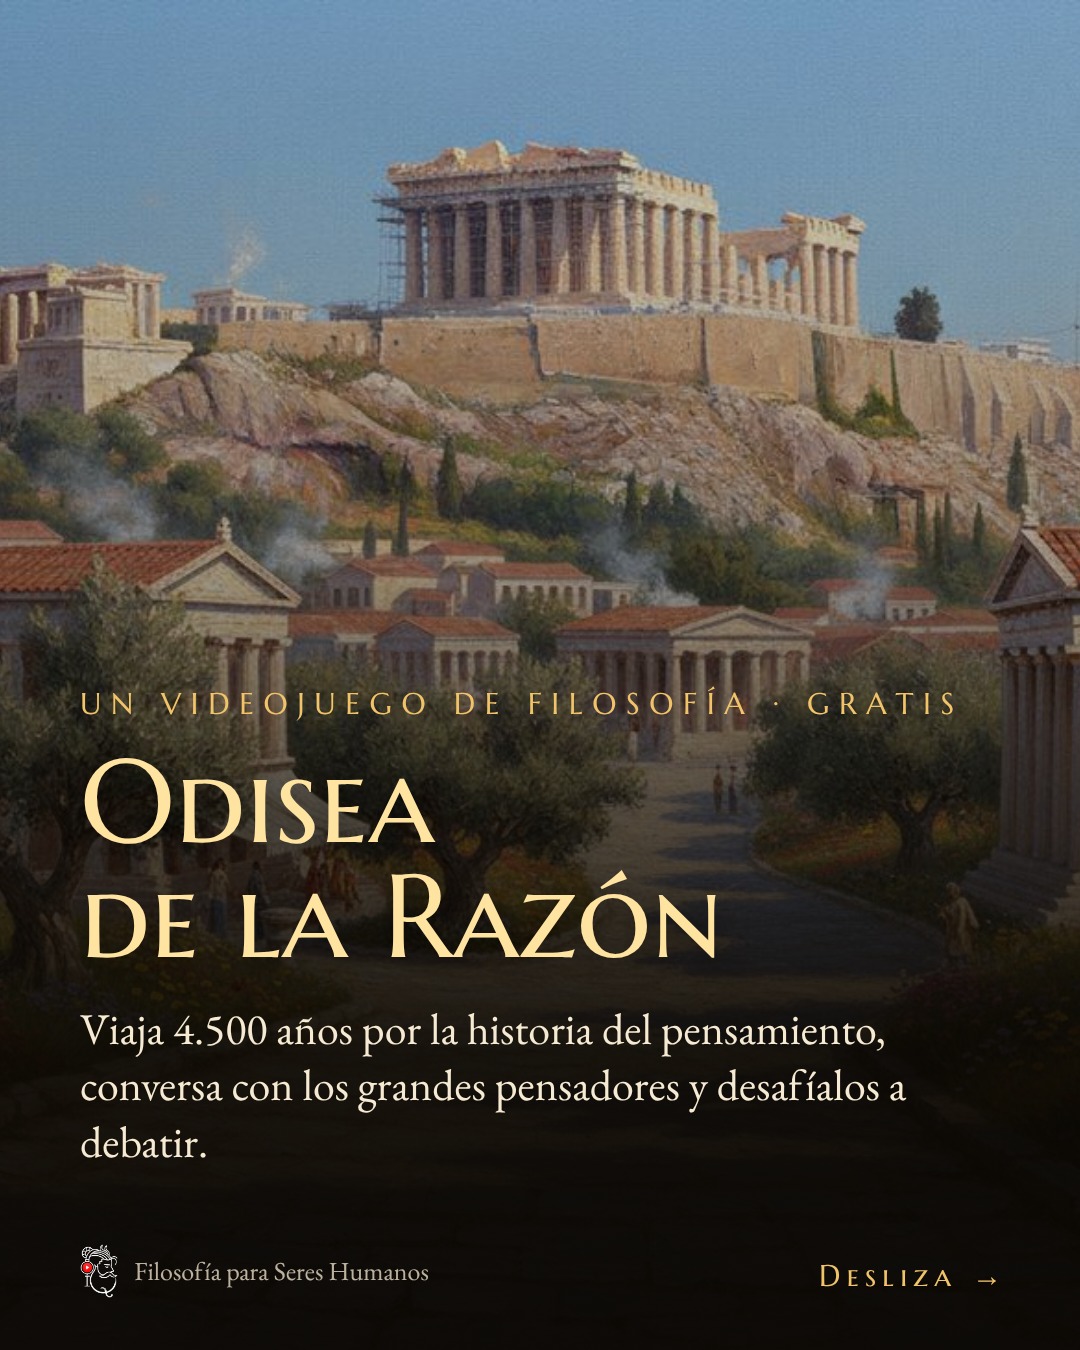 UN VIDEOJUEGO DE FILOSOFÍA · GRATIS
ODISEA
DE LA RAZÓN
Viaja 4.500 años por la historia del pensamiento,
conversa con los grandes pensadores y desafíalos a
debatir.
Filosofía para Seres Humanos
DESLIZA →